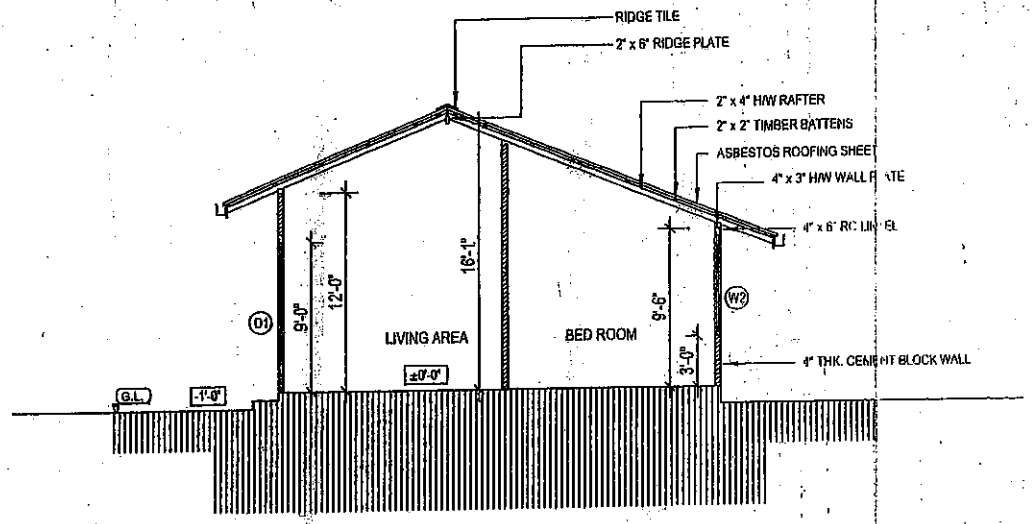 RIDGE TILE
2" x 6" RIDGE PLATE
2" x 4" H/W RAFTER
2" x 2" TIMBER BATTENS
ASBESTOS ROOFING SHEET
4" x 3" H/W WALL PLATE
4" x 6" RC LINTEL
16'-1"
12'-0"
9'-0"
9'-6"
3'-0"
D1
W2
LIVING AREA
BED ROOM
4" THK. CEMENT BLOCK WALL
±0'-0"
G.L.
-1'-0"